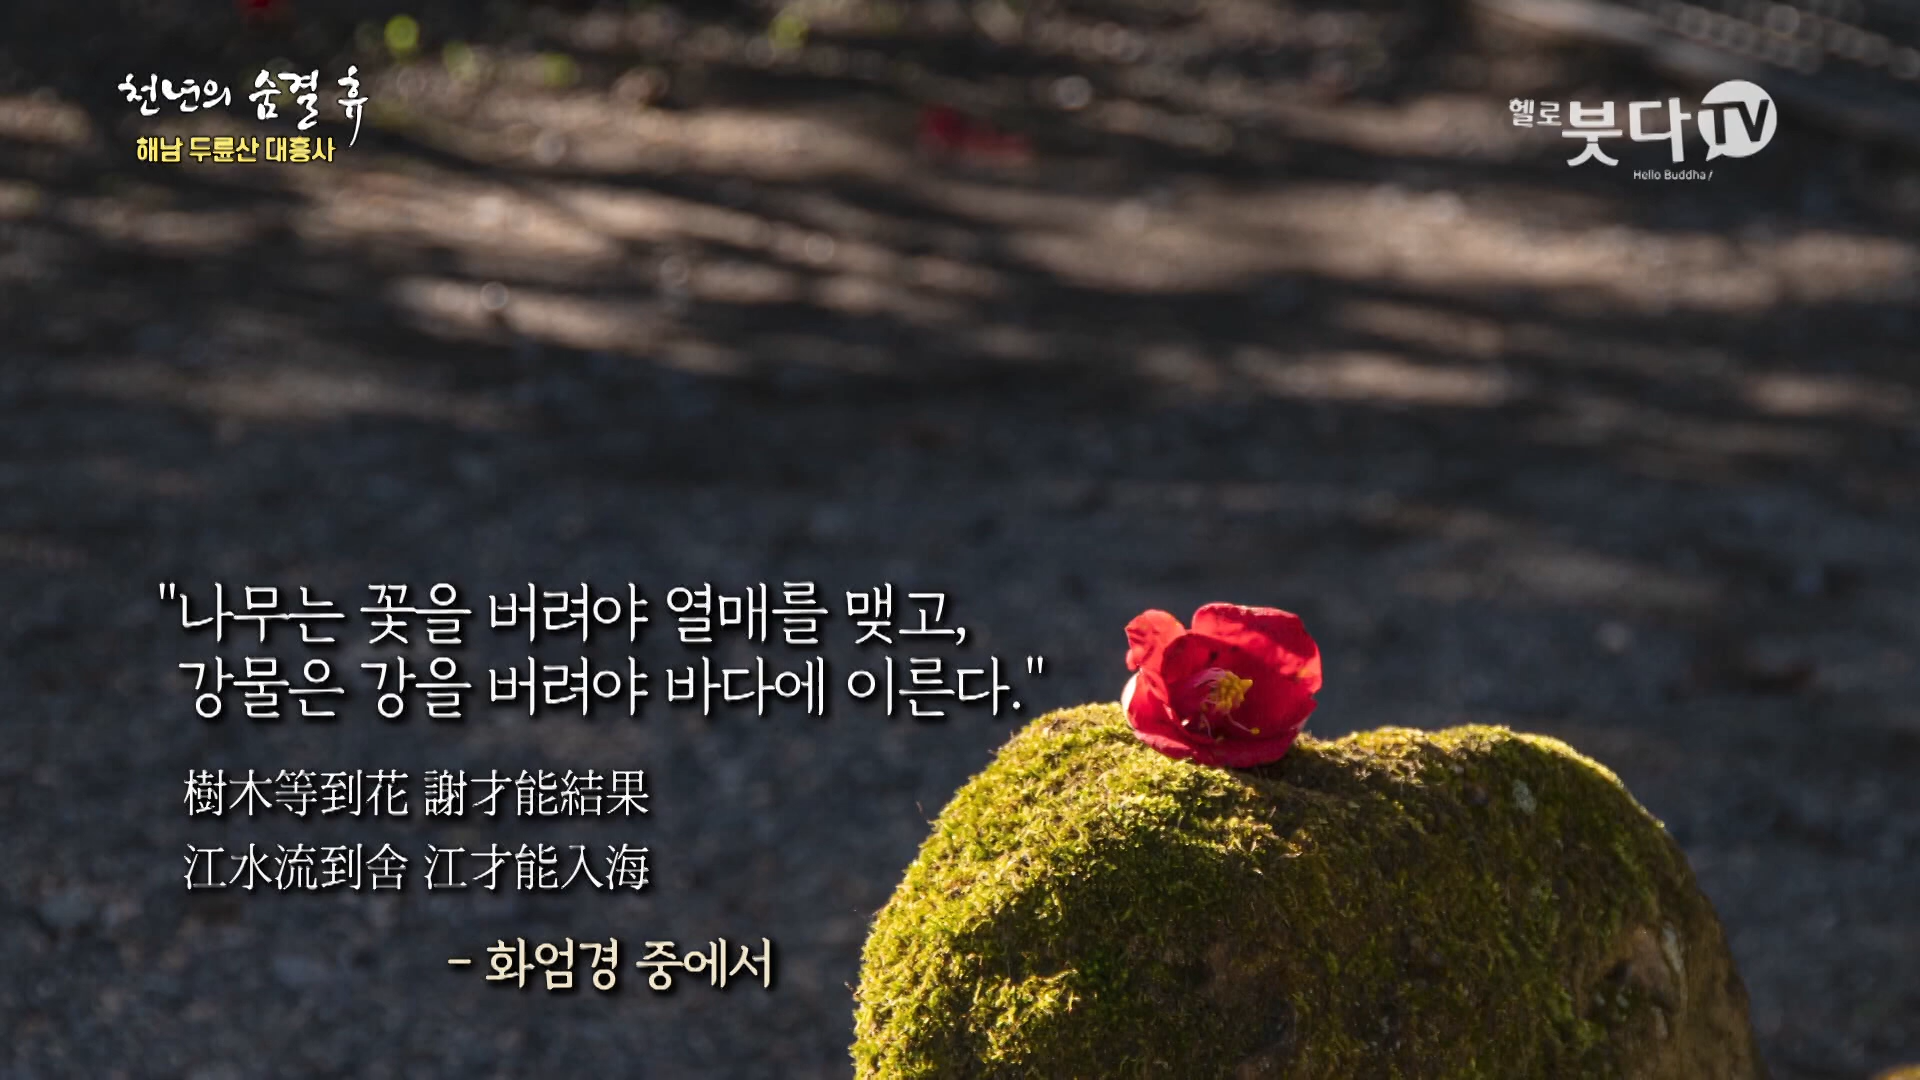 천년의 숨결 휴
해남 두륜산 대흥사
헬로붓다TV
Hello Buddha!
"나무는 꽃을 버려야 열매를 맺고,
강물은 강을 버려야 바다에 이른다."
樹木等到花 謝才能結果
江水流到舍 江才能入海
- 화엄경 중에서